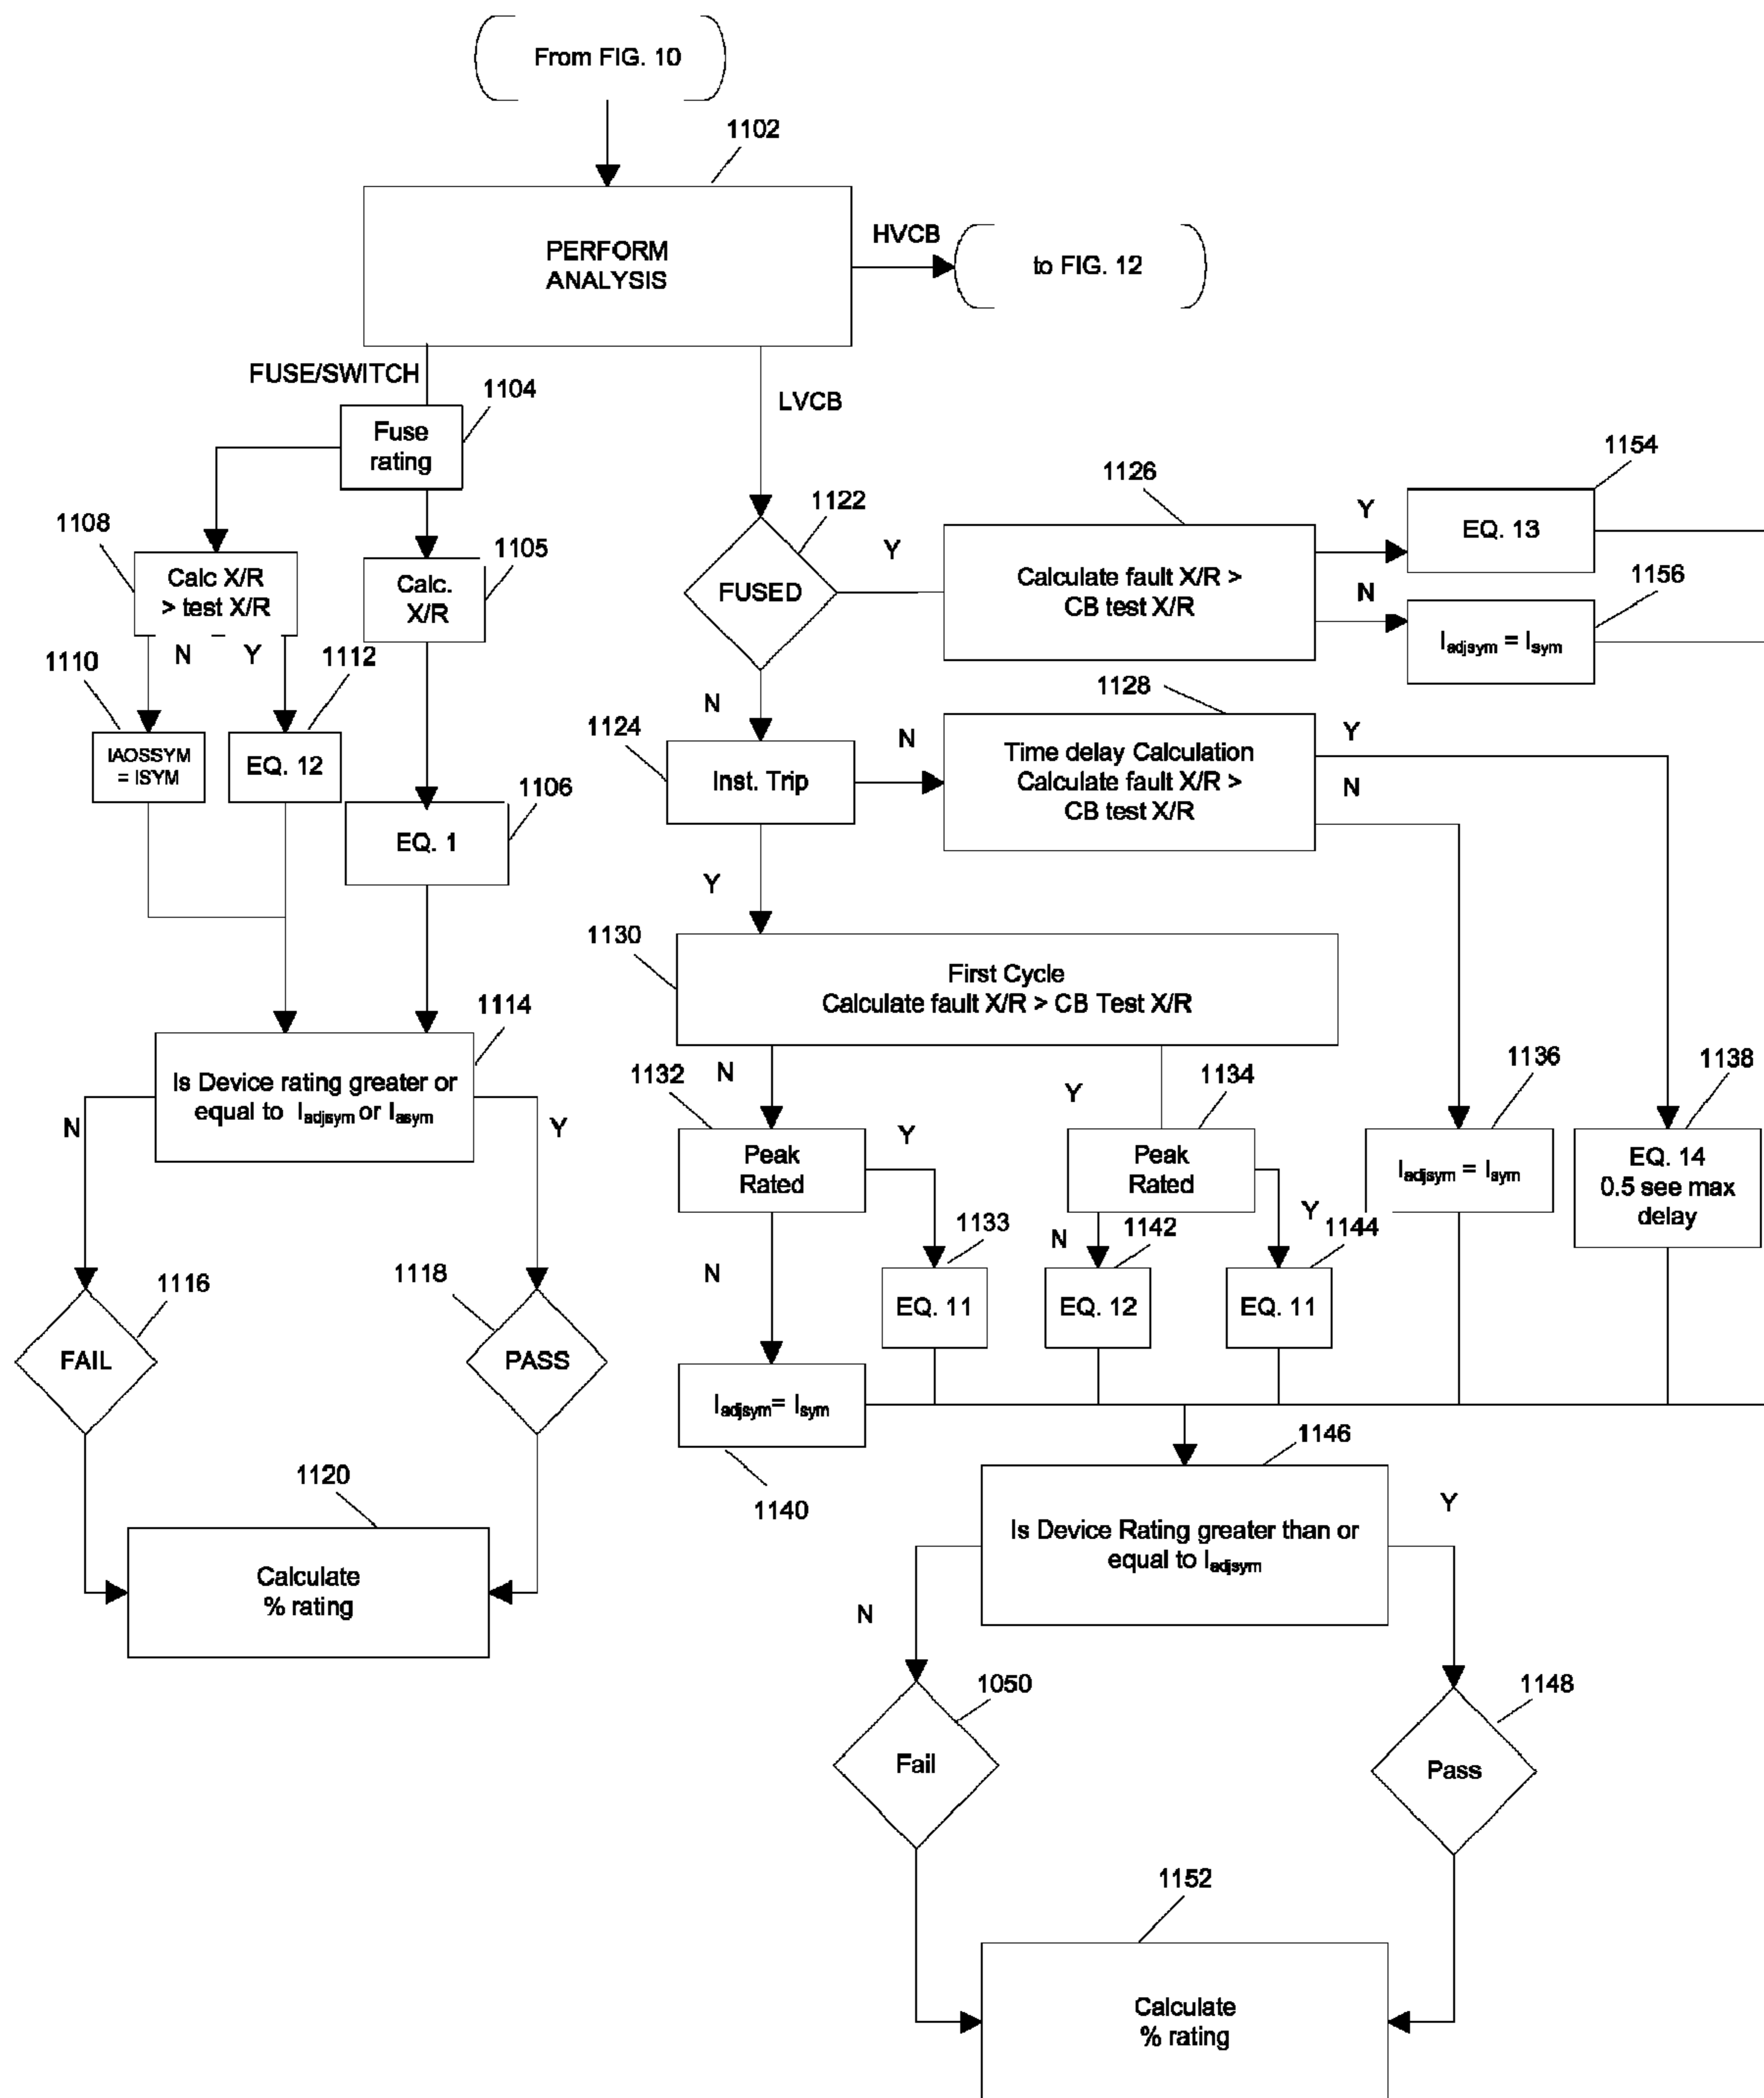 From FIG. 10
1102
PERFORM
ANALYSIS
HVCB
to FIG. 12
FUSE/SWITCH
LVCB
1104
Fuse
rating
1108
Calc X/R
> test X/R
1105
Calc.
X/R
N
Y
1110
IAOSSYM
= ISYM
1112
EQ. 12
1106
EQ. 1
1114
Is Device rating greater or
equal to Iadjsym or Iasym
N
Y
1116
FAIL
1118
PASS
1120
Calculate
% rating
1122
FUSED
Y
N
1126
Calculate fault X/R >
CB test X/R
Y
N
1154
EQ. 13
1156
Iadjsym = Isym
1124
Inst. Trip
N
Y
1128
Time delay Calculation
Calculate fault X/R >
CB test X/R
Y
N
1130
First Cycle
Calculate fault X/R > CB Test X/R
N
Y
1132
Peak
Rated
Y
N
1133
EQ. 11
1134
Peak
Rated
N
Y
1142
EQ. 12
1144
EQ. 11
1136
Iadjsym = Isym
1138
EQ. 14
0.5 see max
delay
Iadjsym= Isym
1140
1146
Is Device Rating greater than or
equal to Iadjsym
N
Y
1050
Fail
1148
Pass
1152
Calculate
% rating